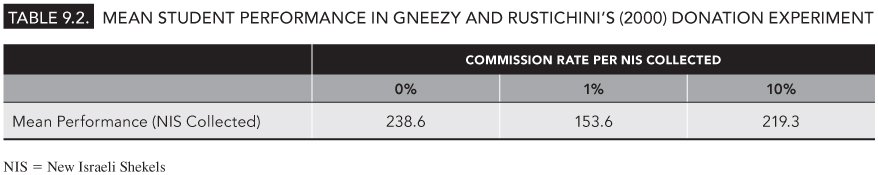 TABLE 9.2. MEAN STUDENT PERFORMANCE IN GNEEZY AND RUSTICHINI'S (2000) DONATION EXPERIMENT
COMMISSION RATE PER NIS COLLECTED
0% 1% 10%
Mean Performance (NIS Collected) 238.6 153.6 219.3
NIS = New Israeli Shekels